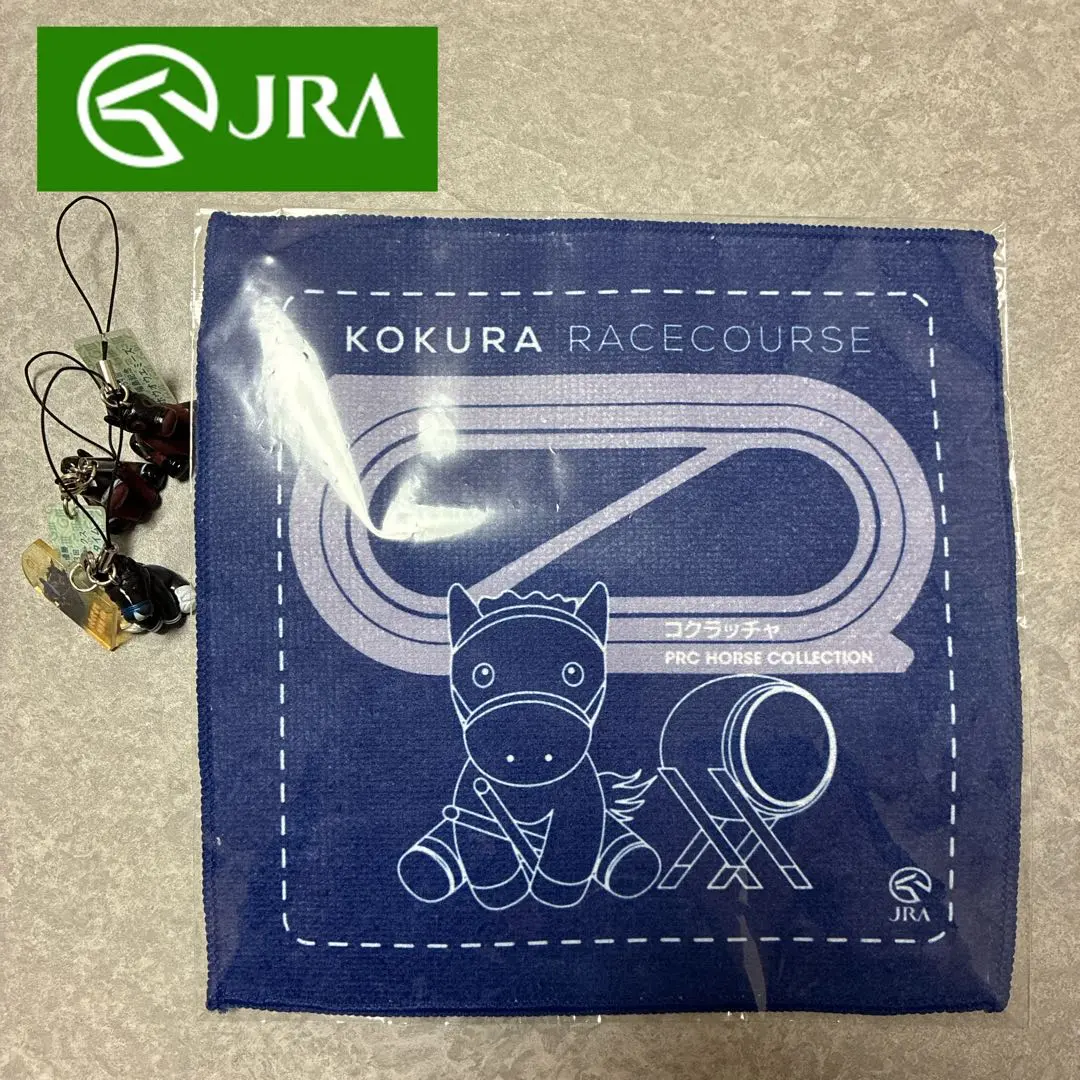 JRA
KOKURA RACECOURSE
コクラッチャ
PRC HORSE COLLECTION
JRA